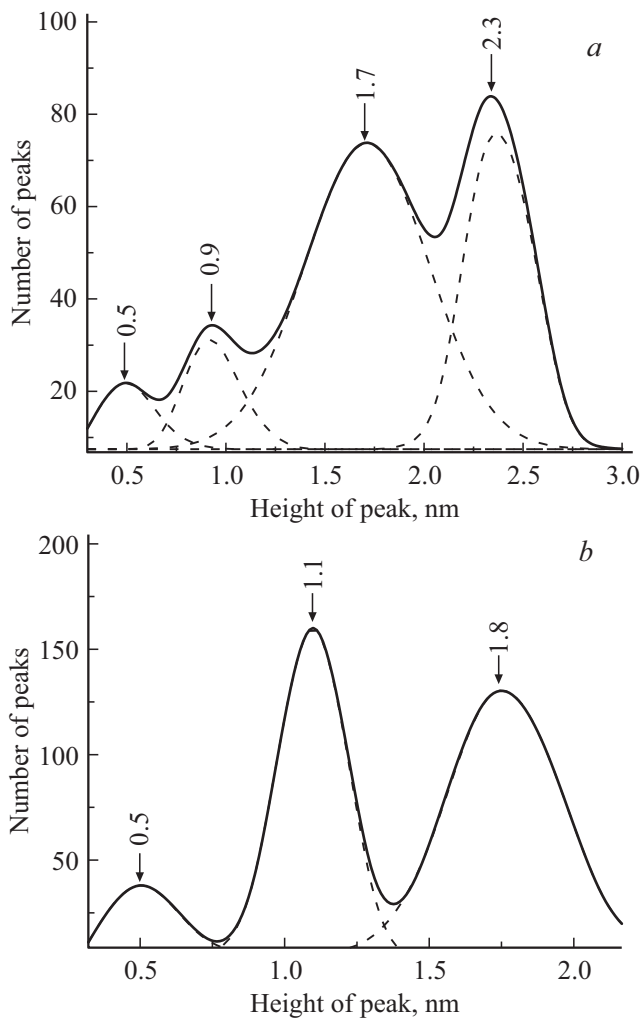 a
100
80
60
40
20
Number of peaks
0.5
0.9
1.7
2.3
0.5 1.0 1.5 2.0 2.5 3.0
Height of peak, nm
b
200
150
100
50
Number of peaks
0.5
1.1
1.8
0.5 1.0 1.5 2.0
Height of peak, nm